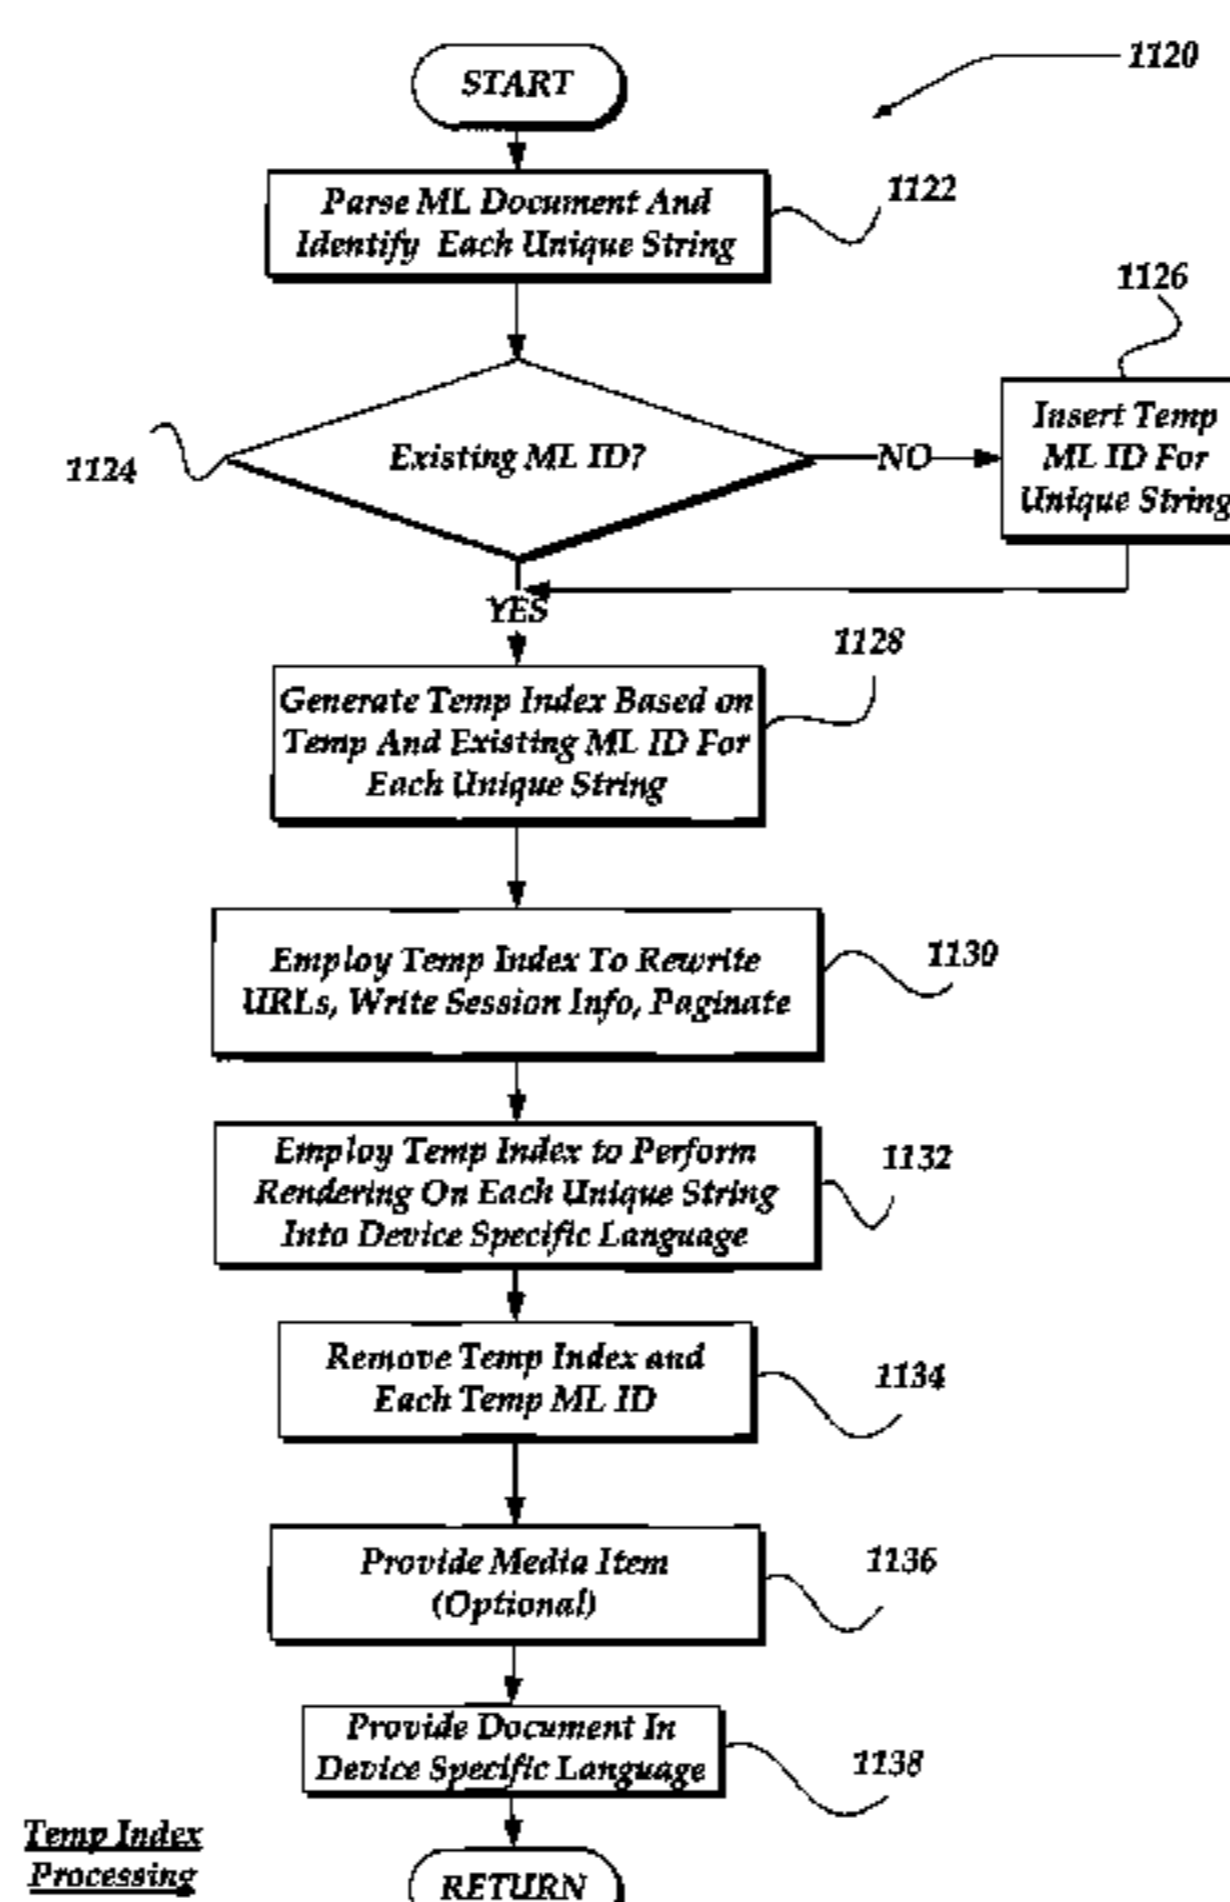 START
1120
Parse ML Document And
Identify Each Unique String
1122
1126
Existing ML ID?
1124
NO
Insert Temp
ML ID For
Unique String
YES
1128
Generate Temp Index Based on
Temp And Existing ML ID For
Each Unique String
1130
Employ Temp Index To Rewrite
URLs, Write Session Info, Paginate
1132
Employ Temp Index to Perform
Rendering On Each Unique String
Into Device Specific Language
1134
Remove Temp Index and
Each Temp ML ID
1136
Provide Media Item
(Optional)
1138
Provide Document In
Device Specific Language
Temp Index
Processing
RETURN